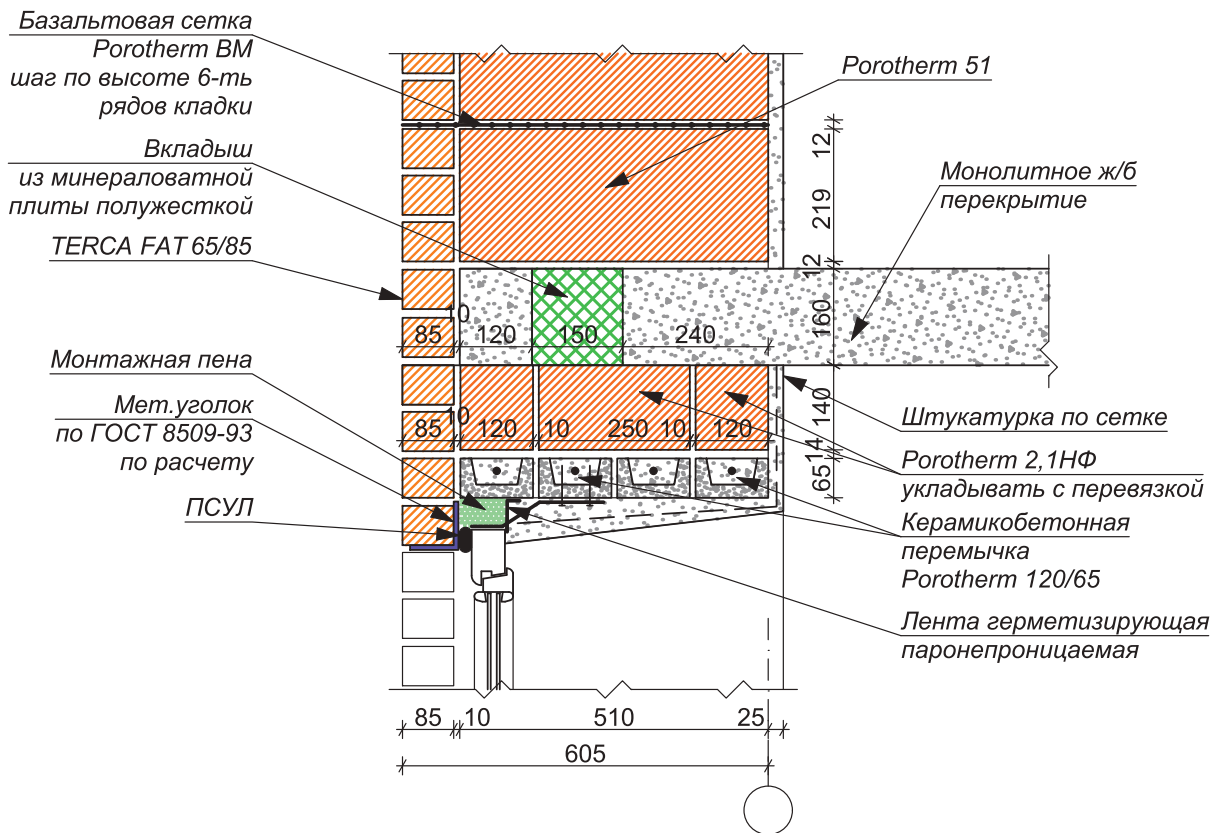 Базальтовая сетка
Porotherm BM
шаг по высоте 6-ть
рядов кладки
Вкладыш
из минераловатной
плиты полужесткой
TERCA FAT 65/85
Монтажная пена
Мет.уголок
по ГОСТ 8509-93
по расчету
ПСУЛ
Porotherm 51
Монолитное ж/б
перекрытие
Штукатурка по сетке
Porotherm 2,1НФ
укладывать с перевязкой
Керамикобетонная
перемычка
Porotherm 120/65
Лента герметизирующая
паронепроницаемая
12
219
12
160
140
14
65
85 10 120 150 240
85 10 120 10 250 10 120
85 10 510 25
605